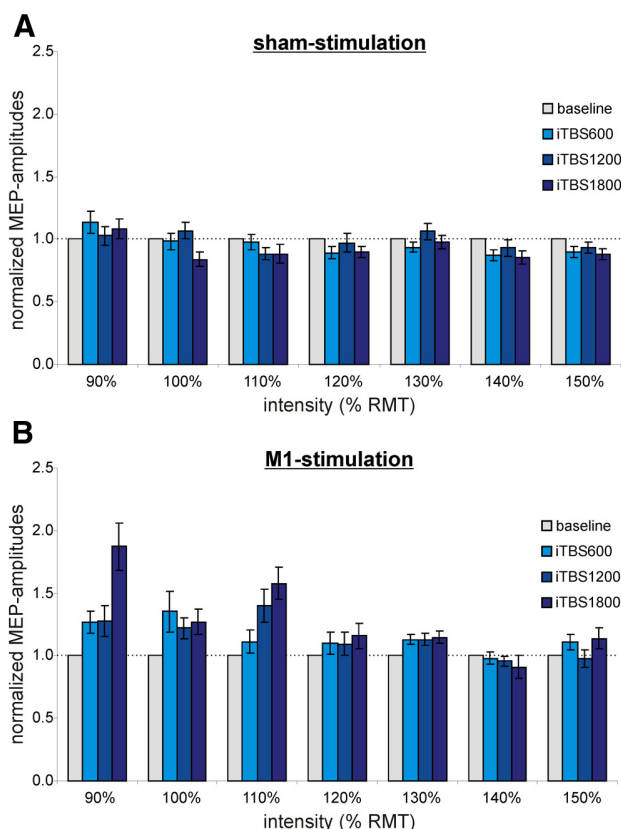 A
sham-stimulation
2.5
2.0
1.5
1.0
0.5
0.0
normalized MEP-amplitudes
baseline
iTBS600
iTBS1200
iTBS1800
90% 100% 110% 120% 130% 140% 150%
intensity (% RMT)
B
M1-stimulation
2.5
2.0
1.5
1.0
0.5
0.0
normalized MEP-amplitudes
baseline
iTBS600
iTBS1200
iTBS1800
90% 100% 110% 120% 130% 140% 150%
intensity (% RMT)